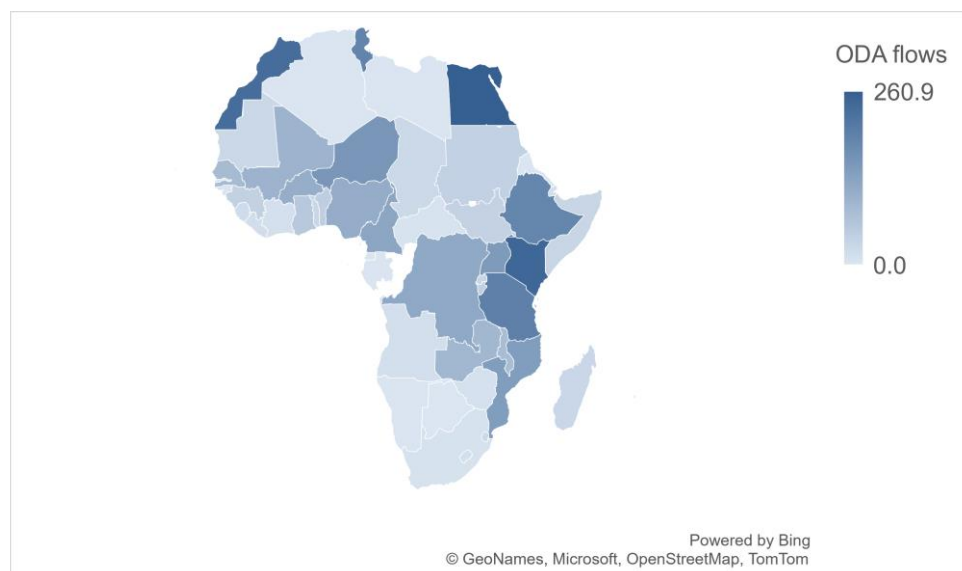 ODA flows
260.9
0.0
Powered by Bing
© GeoNames, Microsoft, OpenStreetMap, TomTom